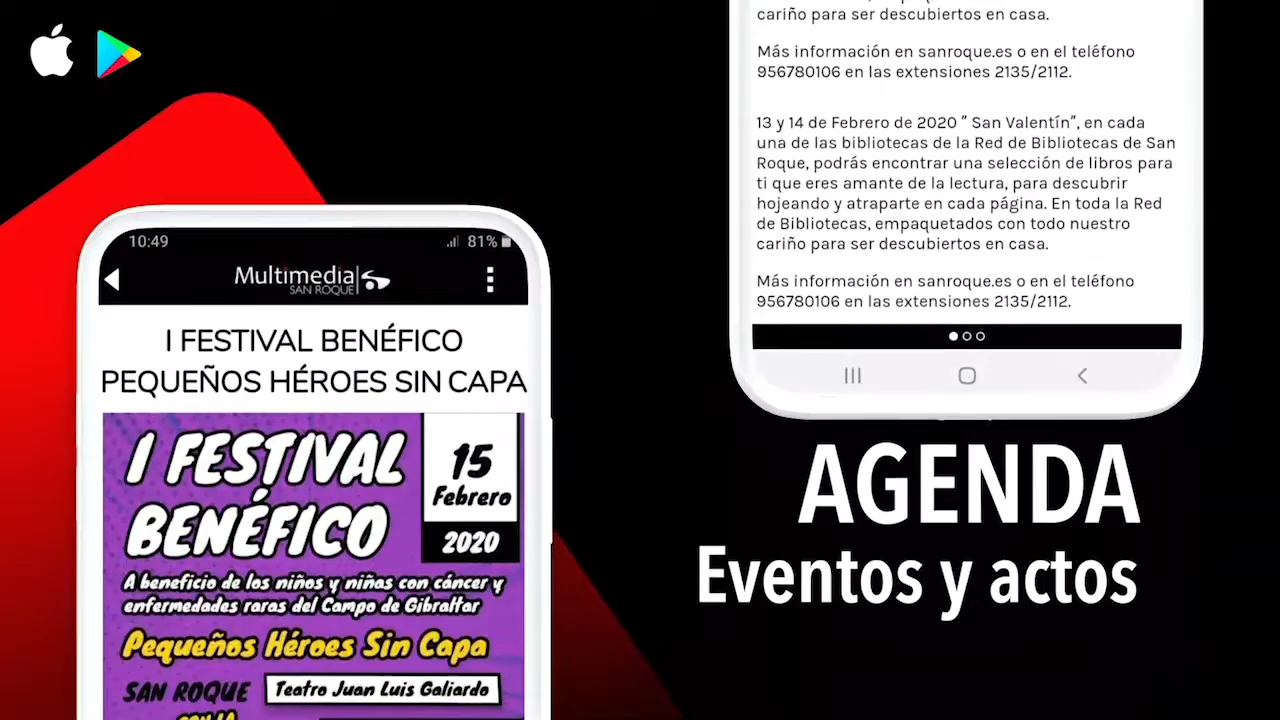 10:49
81%
Multimedia
SAN ROQUE
I FESTIVAL BENÉFICO
PEQUEÑOS HÉROES SIN CAPA
I FESTIVAL
BENÉFICO
15
Febrero
2020
A beneficio de los niños y niñas con cáncer y
enfermedades raras del Campo de Gibraltar
Pequeños Héroes Sin Capa
SAN ROQUE
Teatro Juan Luis Galiardo
CON LA
cariño para ser descubiertos en casa.
Más información en sanroque.es o en el teléfono
956780106 en las extensiones 2135/2112.
13 y 14 de Febrero de 2020 ” San Valentín”, en cada
una de las bibliotecas de la Red de Bibliotecas de San
Roque, podrás encontrar una selección de libros para
ti que eres amante de la lectura, para descubrir
hojeando y atraparte en cada página. En toda la Red
de Bibliotecas, empaquetados con todo nuestro
cariño para ser descubiertos en casa.
Más información en sanroque.es o en el teléfono
956780106 en las extensiones 2135/2112.
AGENDA
Eventos y actos